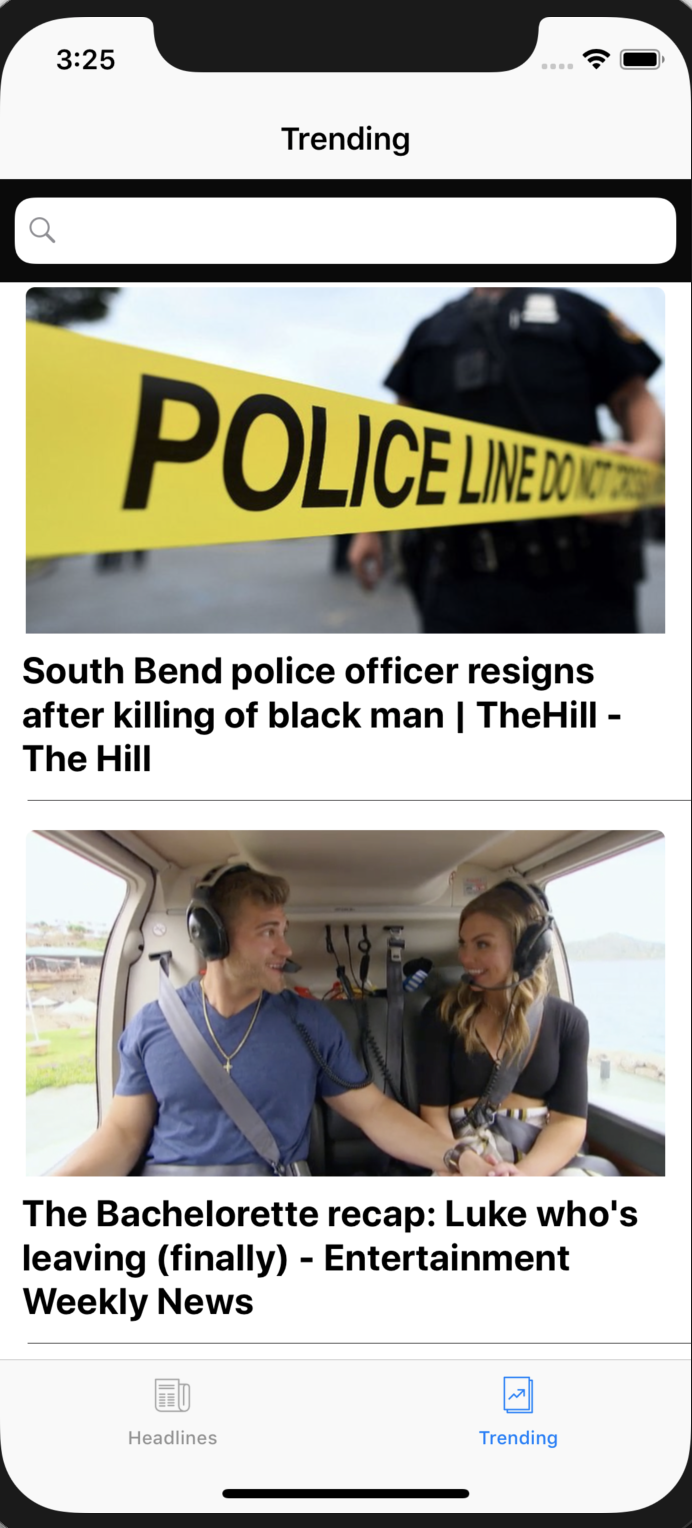 3:25
Trending
POLICE LINE DO NOT CROSS
South Bend police officer resigns
after killing of black man | TheHill -
The Hill
The Bachelorette recap: Luke who's
leaving (finally) - Entertainment
Weekly News
Headlines
Trending